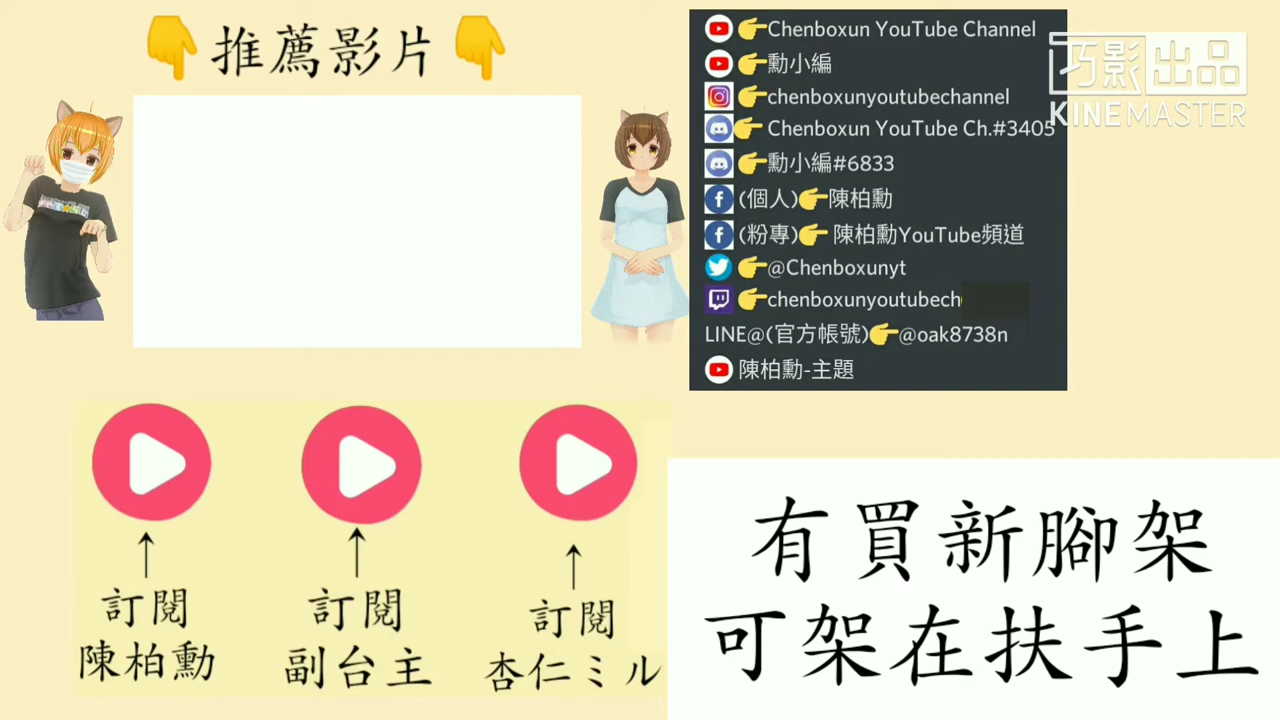 👇推薦影片👇
👉Chenboxun YouTube Channel
👉勳小編
👉chenboxunyoutubechannel
👉 Chenboxun YouTube Ch.#3405
👉勳小編#6833
(個人)👉陳柏勳
(粉專)👉 陳柏勳YouTube頻道
👉@Chenboxunyt
👉chenboxunyoutubech
LINE@(官方帳號)👉@oak8738n
陳柏勳-主題
巧影出品
KINEMASTER
↑
訂閱
陳柏勳
↑
訂閱
副台主
↑
訂閱
杏仁ミル
有買新腳架
可架在扶手上